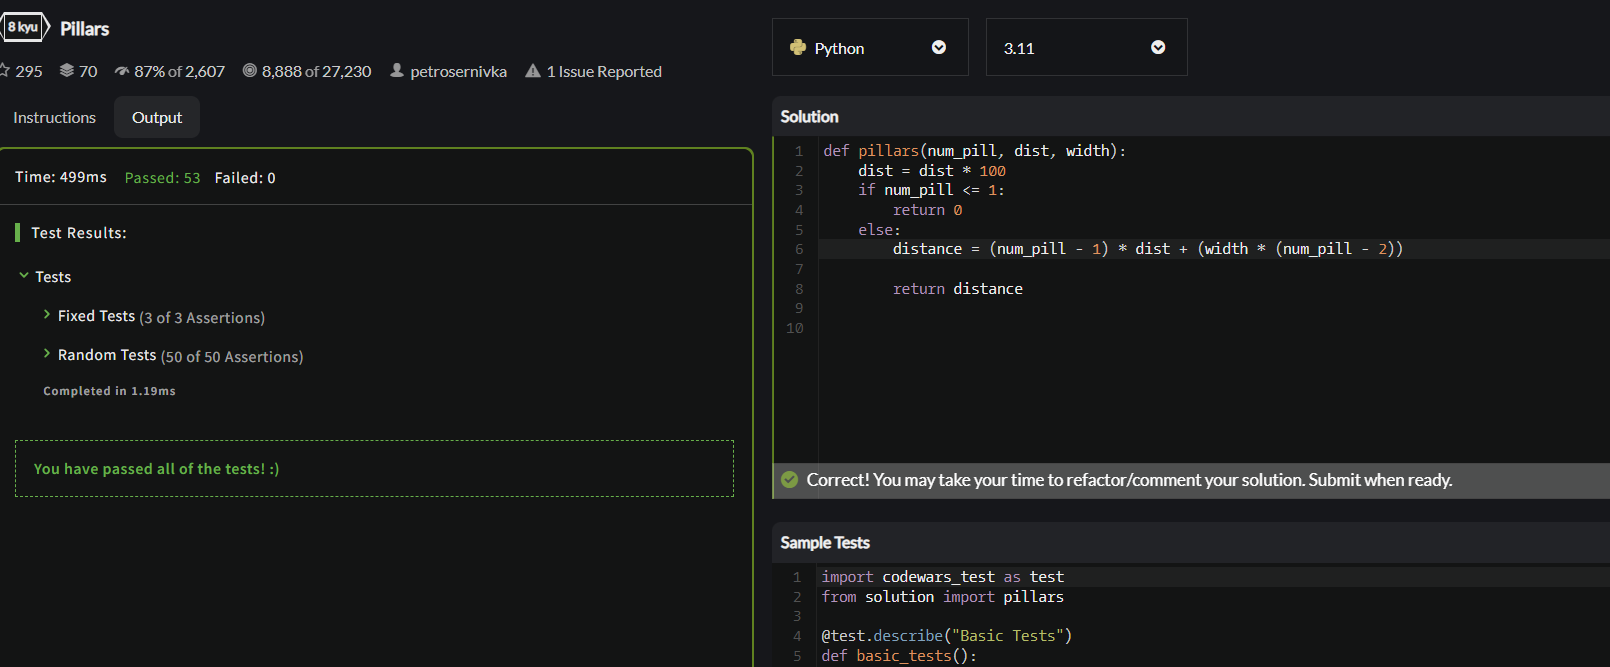 8 kyu Pillars
295 70 87% of 2,607 8,888 of 27,230 petrosernivka 1 Issue Reported
Instructions Output
Time: 499ms Passed: 53 Failed: 0
Test Results:
Tests
Fixed Tests (3 of 3 Assertions)
Random Tests (50 of 50 Assertions)
Completed in 1.19ms
You have passed all of the tests! :)
Python 3.11
Solution
1 def pillars(num_pill, dist, width):
2 dist = dist * 100
3 if num_pill <= 1:
4 return 0
5 else:
6 distance = (num_pill - 1) * dist + (width * (num_pill - 2))
7
8 return distance
9
10
Correct! You may take your time to refactor/comment your solution. Submit when ready.
Sample Tests
1 import codewars_test as test
2 from solution import pillars
3
4 @test.describe("Basic Tests")
5 def basic_tests():